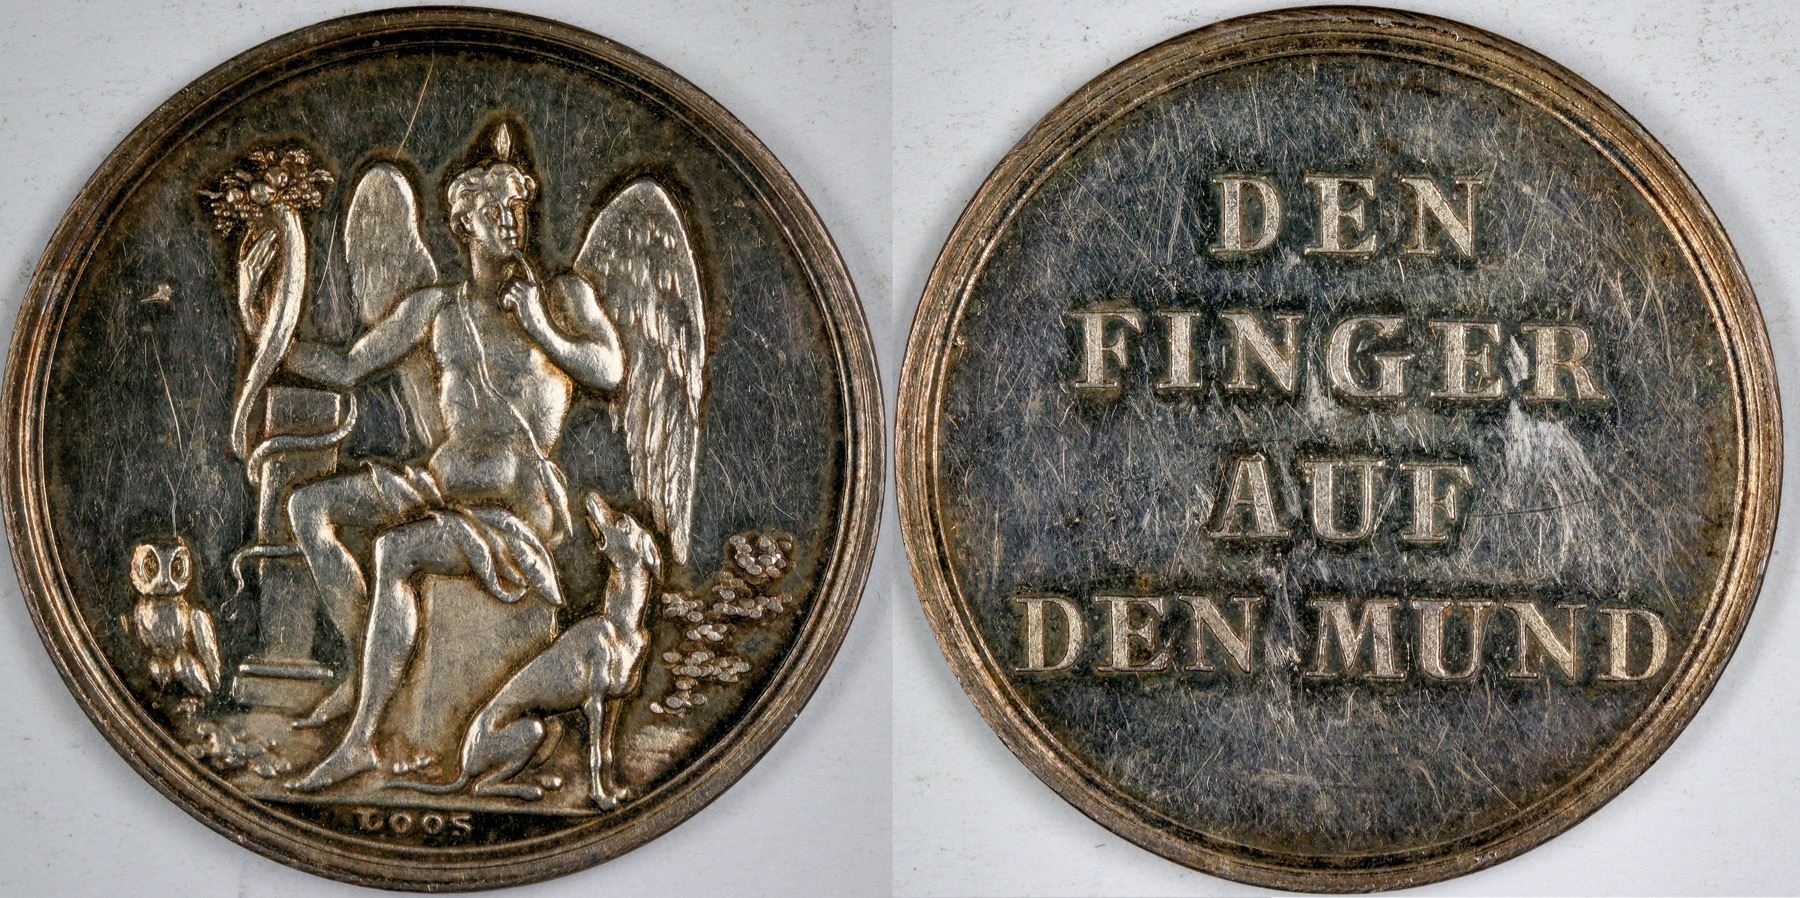 LOOS
DEN
FINGER
AUF
DEN MUND